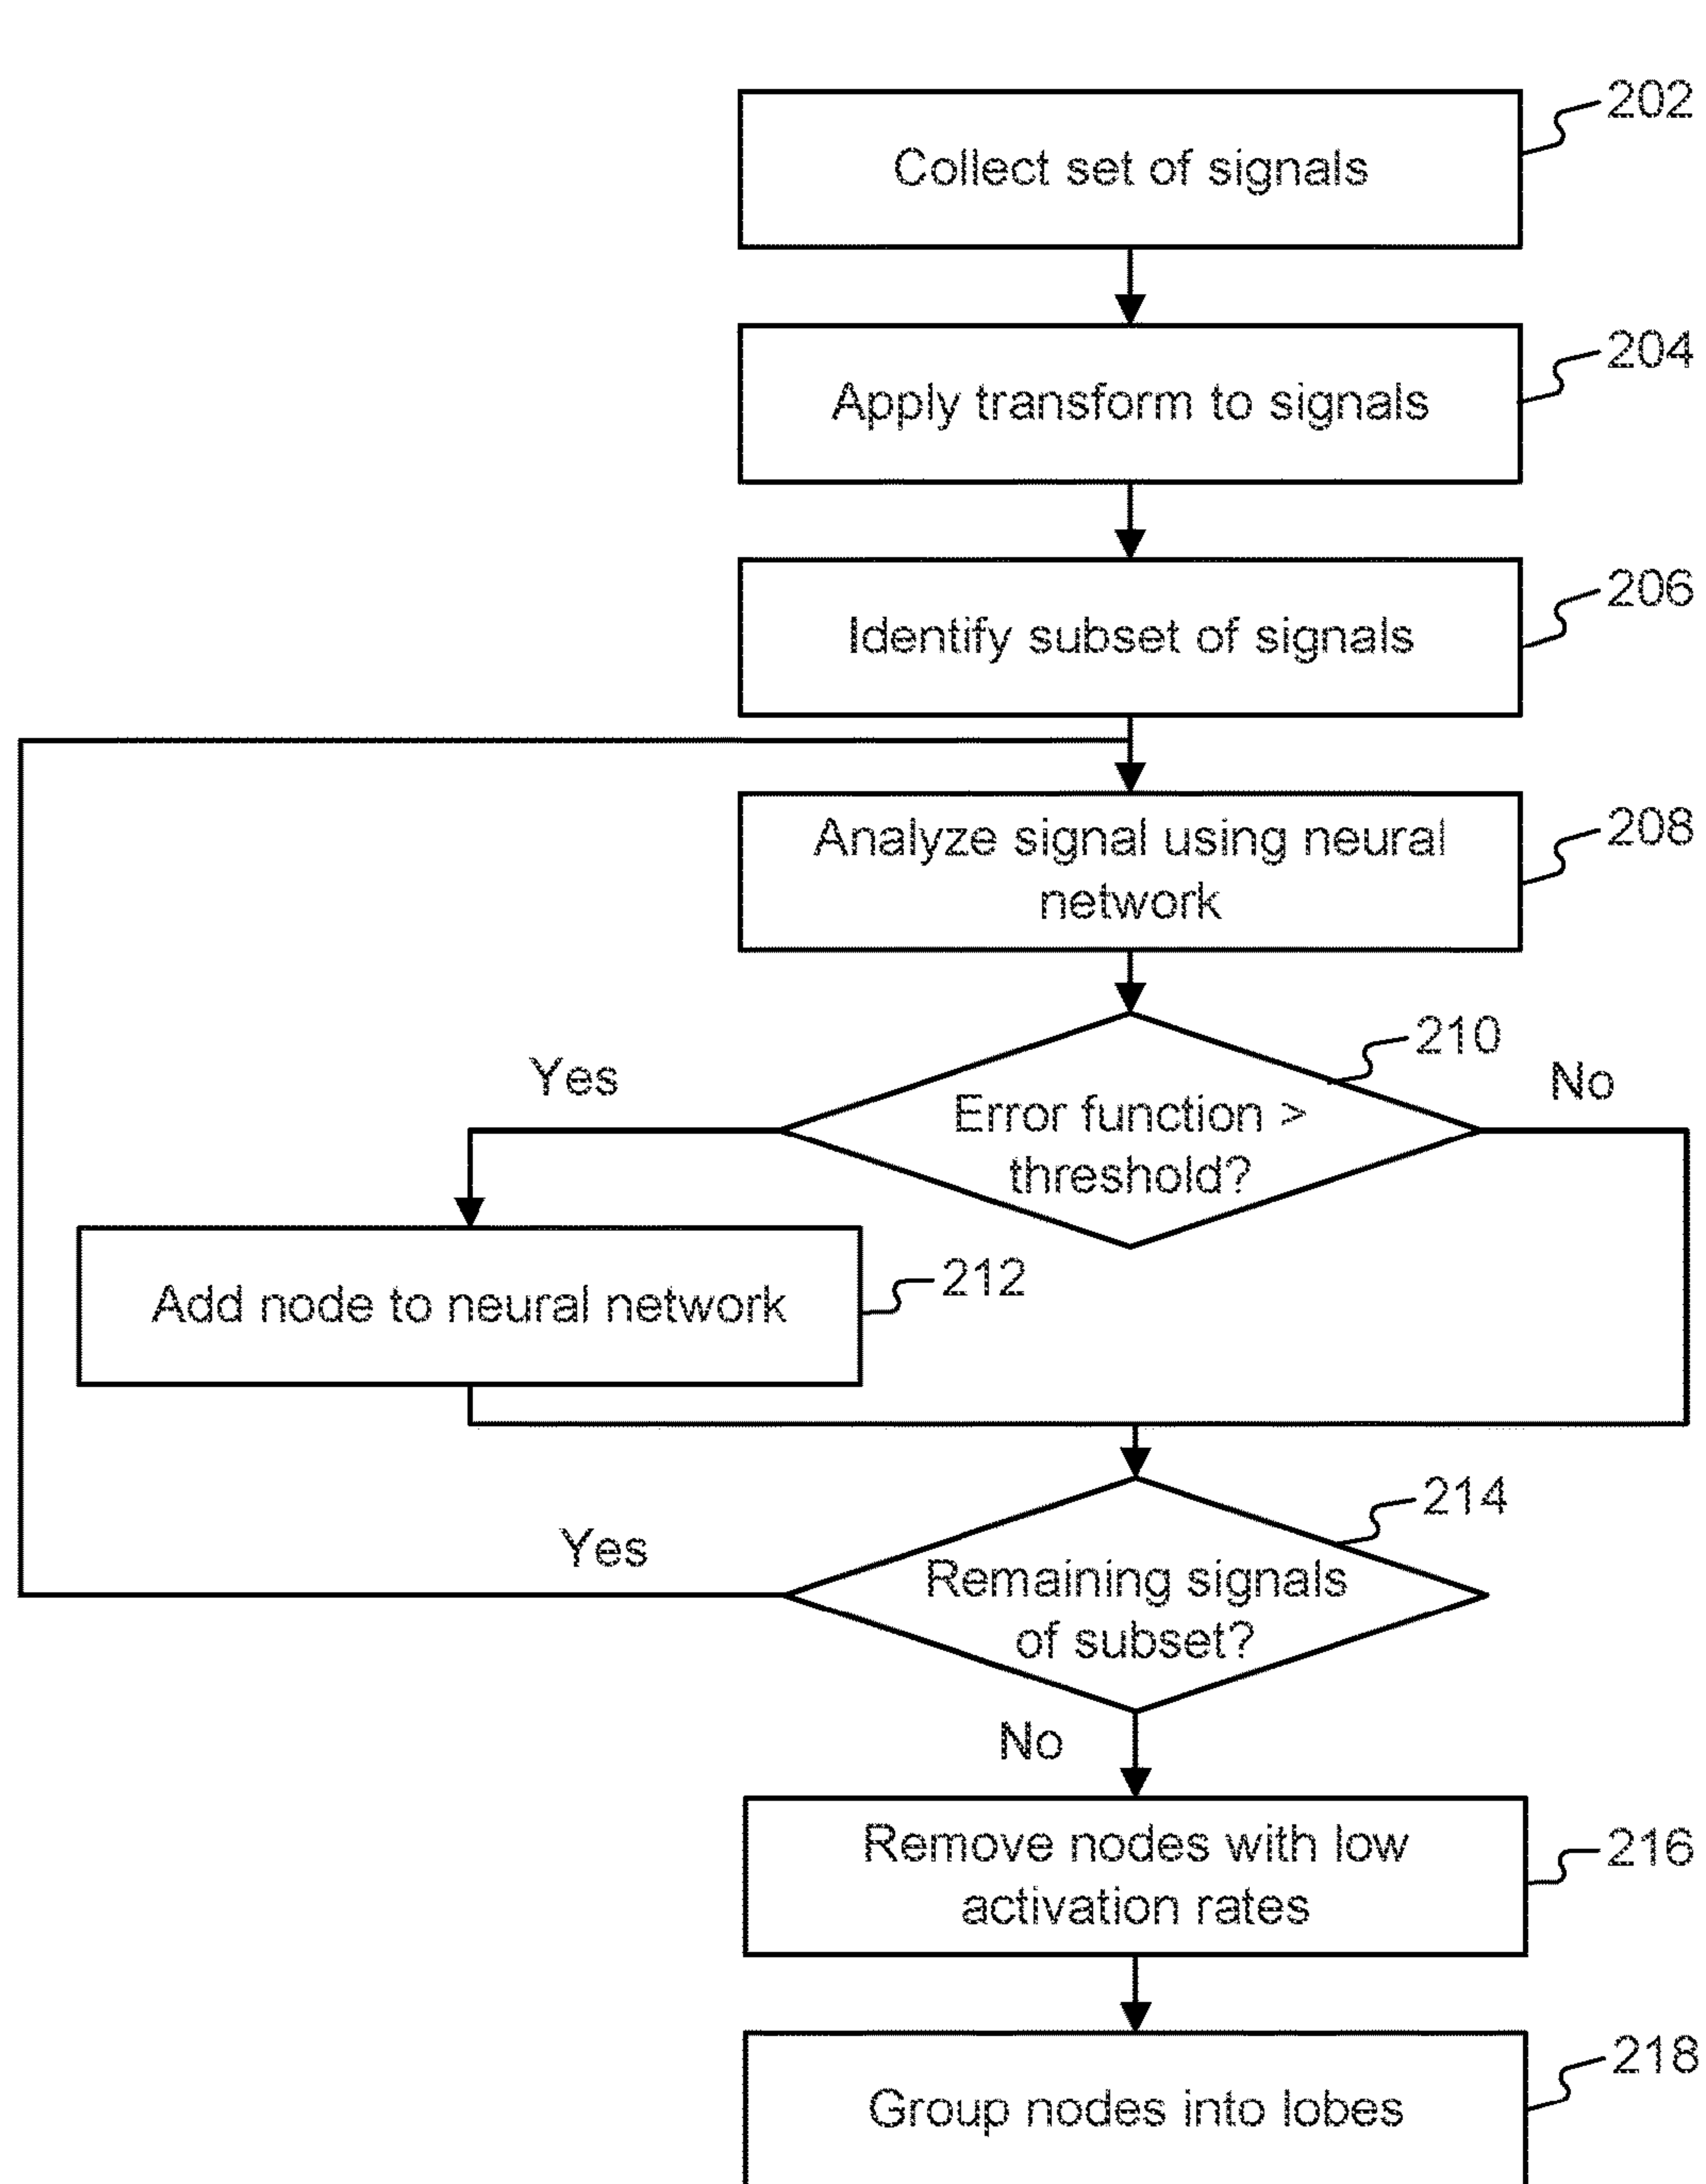 202
Collect set of signals
204
Apply transform to signals
206
Identify subset of signals
208
Analyze signal using neural
network
210
Yes
No
Error function >
threshold?
212
Add node to neural network
214
Yes
Remaining signals
of subset?
No
216
Remove nodes with low
activation rates
218
Group nodes into lobes